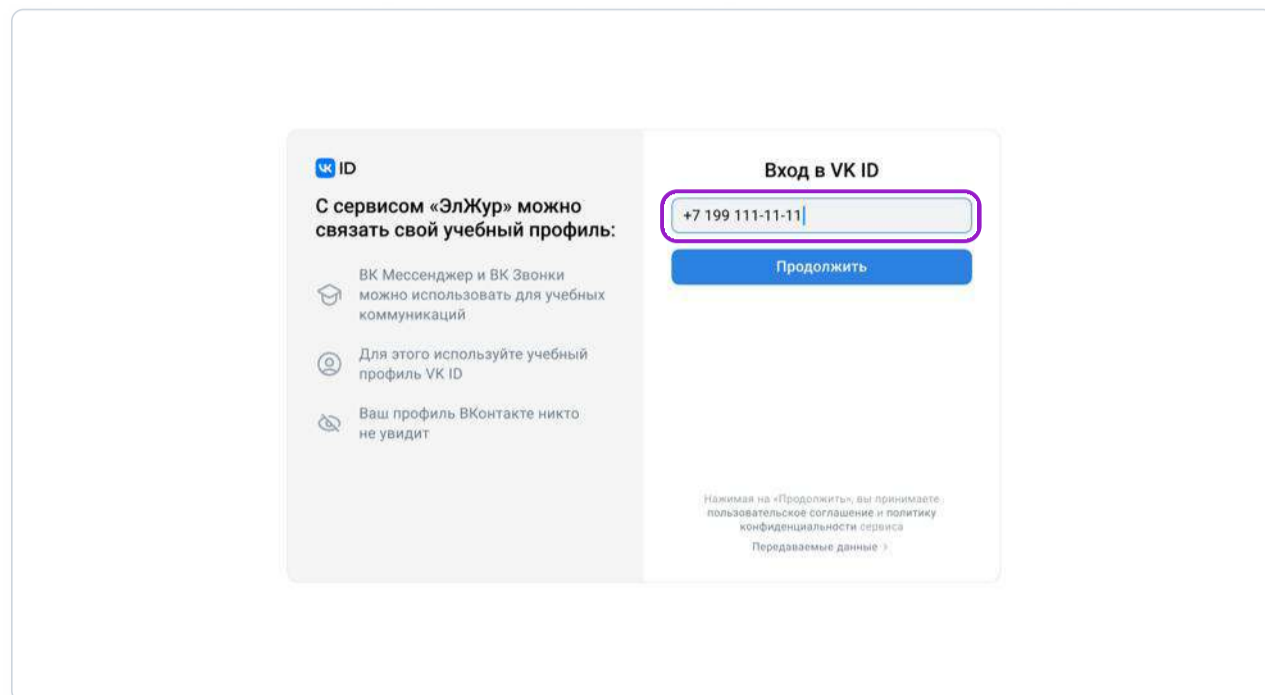 VK ID
С сервисом «ЭлЖур» можно
связать свой учебный профиль:
ВК Мессенджер и ВК Звонки
можно использовать для учебных
коммуникаций
Для этого используйте учебный
профиль VK ID
Ваш профиль ВКонтакте никто
не увидит
Вход в VK ID
+7 199 111-11-11
Продолжить
Нажимая на «Продолжить», вы принимаете
пользовательское соглашение и политику
конфиденциальности сервиса
Передаваемые данные >